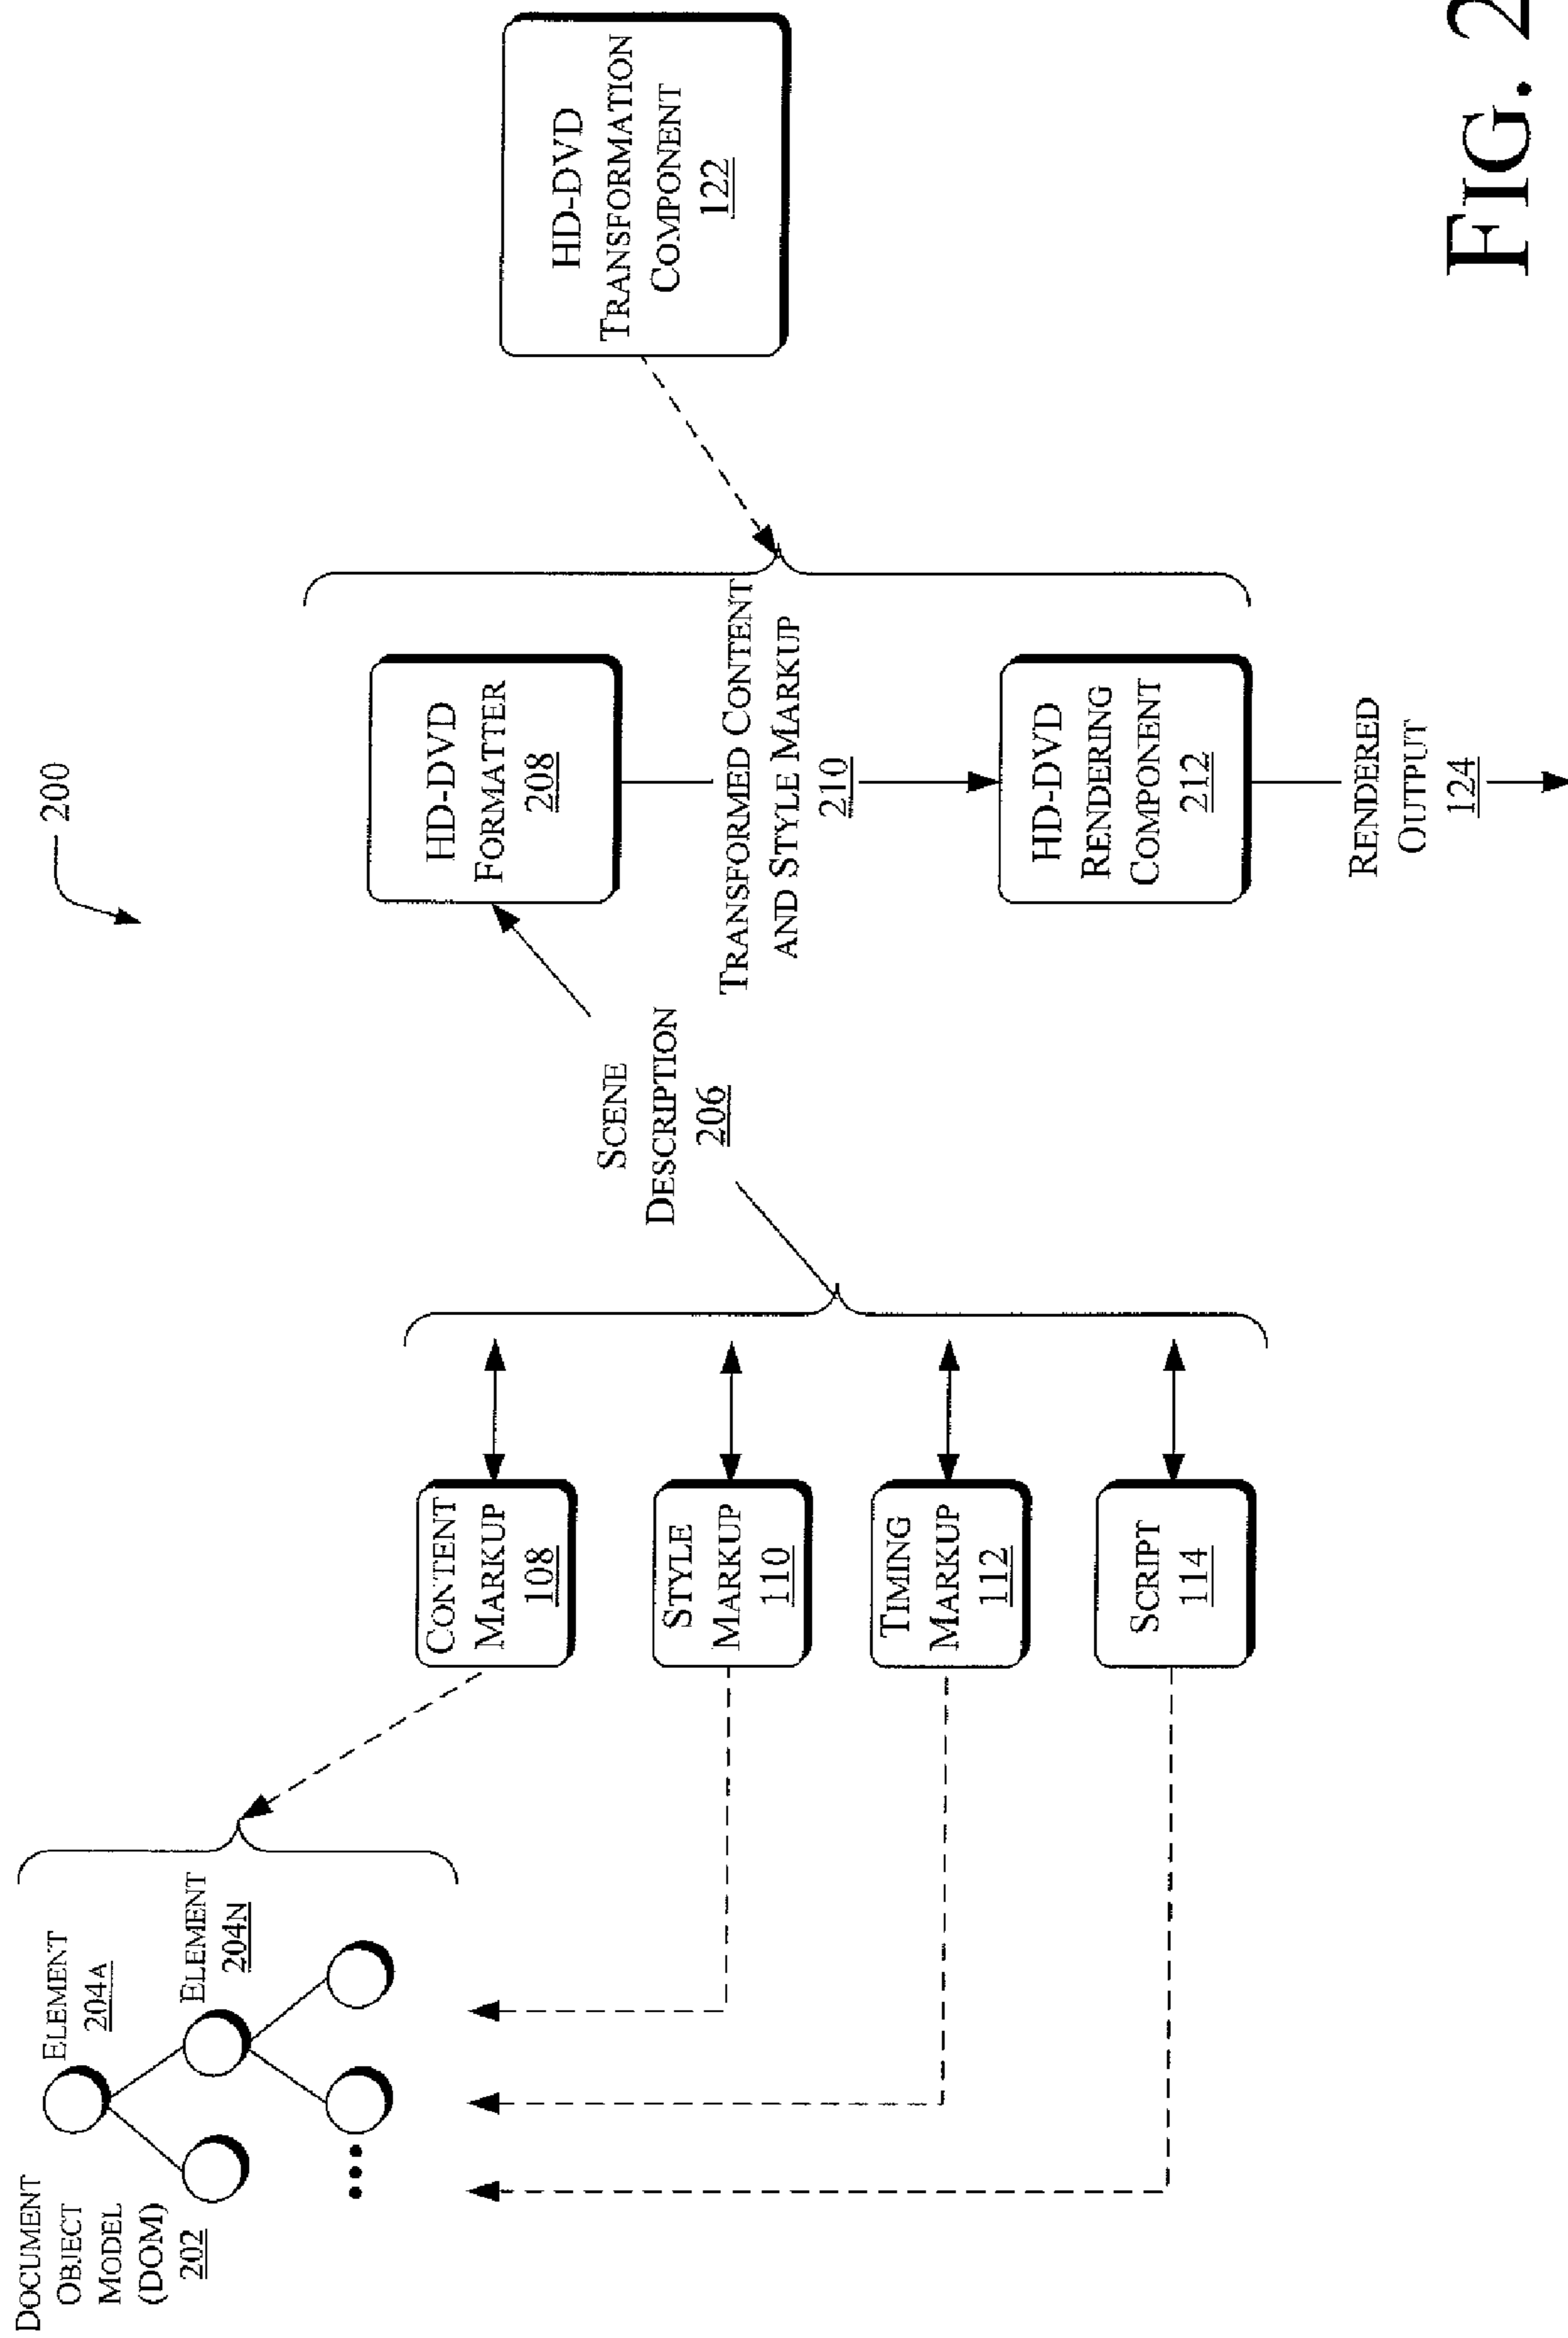 200
DOCUMENT
OBJECT
MODEL
(DOM)
202
ELEMENT
204A
ELEMENT
204N
CONTENT
MARKUP
108
STYLE
MARKUP
110
TIMING
MARKUP
112
SCRIPT
114
SCENE
DESCRIPTION
206
HD-DVD
FORMATTER
208
TRANSFORMED CONTENT
AND STYLE MARKUP
210
HD-DVD
RENDERING
COMPONENT
212
RENDERED
OUTPUT
124
HD-DVD
TRANSFORMATION
COMPONENT
122
FIG. 2